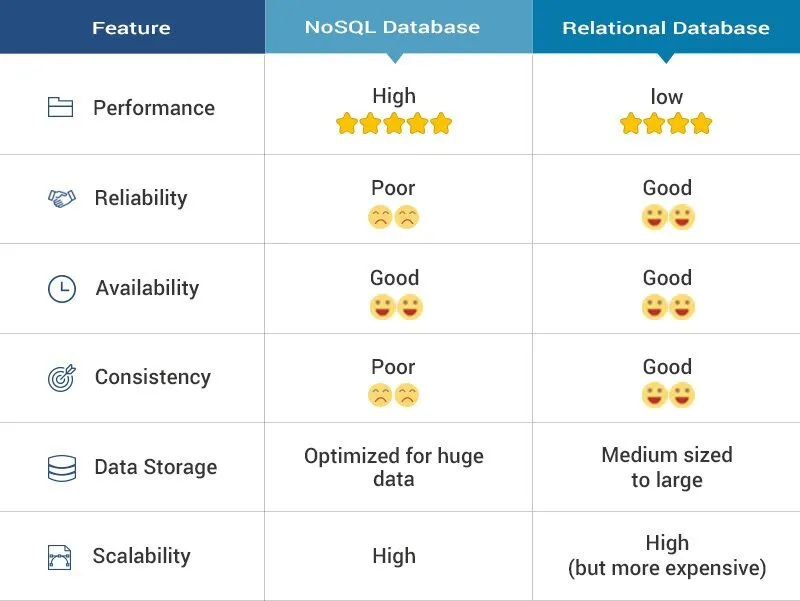 Feature NoSQL Database Relational Database
Performance High low
Reliability Poor Good
Availability Good Good
Consistency Poor Good
Data Storage Optimized for huge
data Medium sized
to large
Scalability High High
(but more expensive)